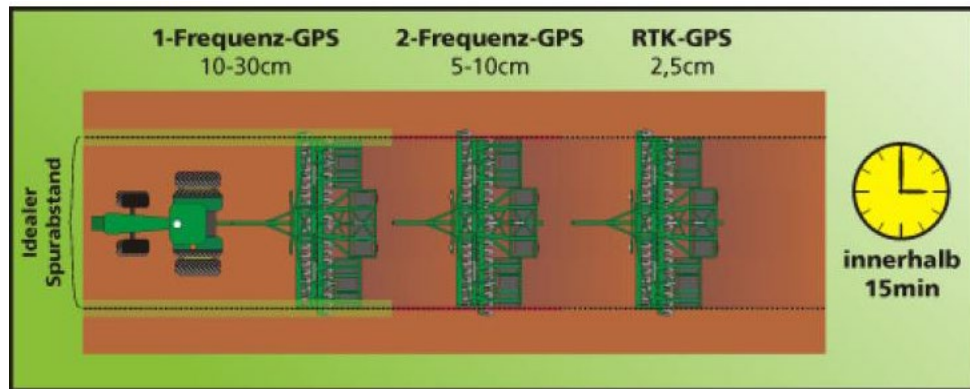 1-Frequenz-GPS
10-30cm
2-Frequenz-GPS
5-10cm
RTK-GPS
2,5cm
Idealer
Spurabstand
innerhalb
15min